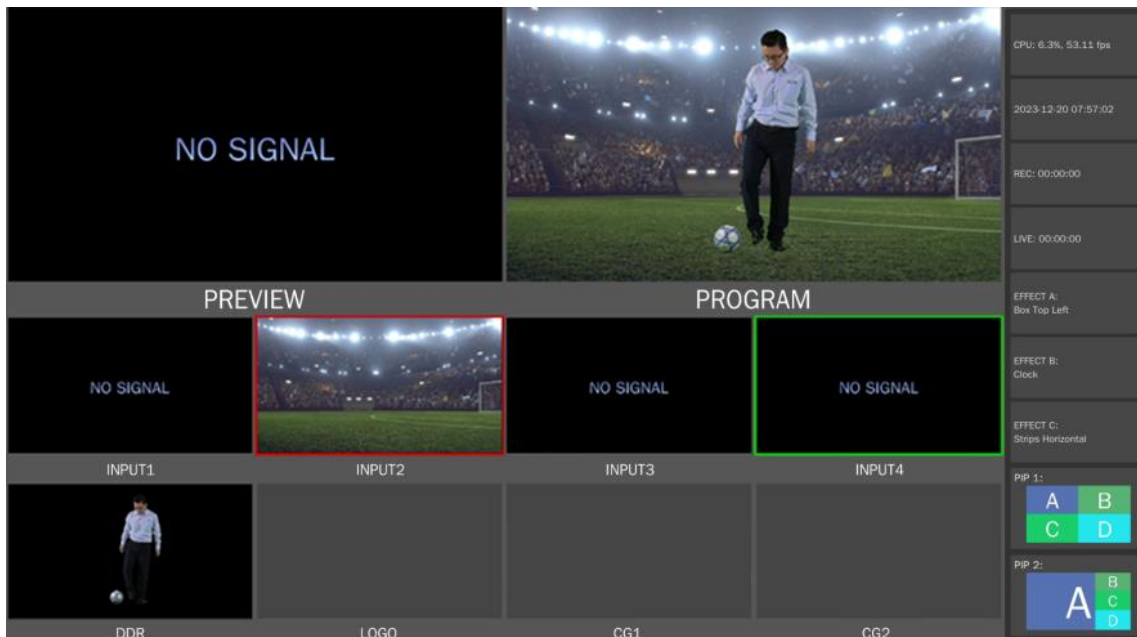 NO SIGNAL
PREVIEW
PROGRAM
NO SIGNAL
INPUT1
INPUT2
NO SIGNAL
INPUT3
NO SIGNAL
INPUT4
DDR
LOGO
CG1
CG2
CPU: 6.3%, 53.11 fps
2023-12-20 07:57:02
REC: 00:00:00
LIVE: 00:00:00
EFFECT A:
Box Top Left
EFFECT B:
Clock
EFFECT C:
Strips Horizontal
PIP 1:
A B
C D
PIP 2:
A
B
C
D